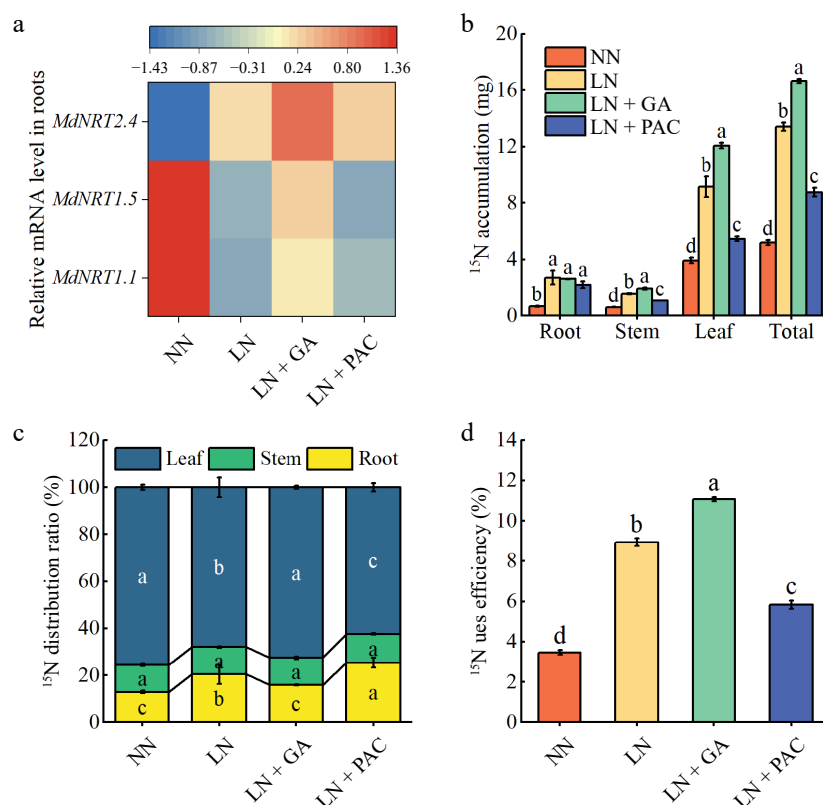 a
−1.43 −0.87 −0.31 0.24 0.80 1.36
Relative mRNA level in roots
MdNRT2.4
MdNRT1.5
MdNRT1.1
NN LN LN + GA LN + PAC
b
¹⁵N accumulation (mg)
20
16
12
8
4
0
NN
LN
LN + GA
LN + PAC
b a a a
d b a c
d b a c
d b a c
Root Stem Leaf Total
c
¹⁵N distribution ratio (%)
120
100
80
60
40
20
0
Leaf Stem Root
a b a c
a a a a
c b c a
NN LN LN + GA LN + PAC
d
¹⁵N ues efficiency (%)
14
12
10
8
6
4
2
0
d b a c
NN LN LN + GA LN + PAC